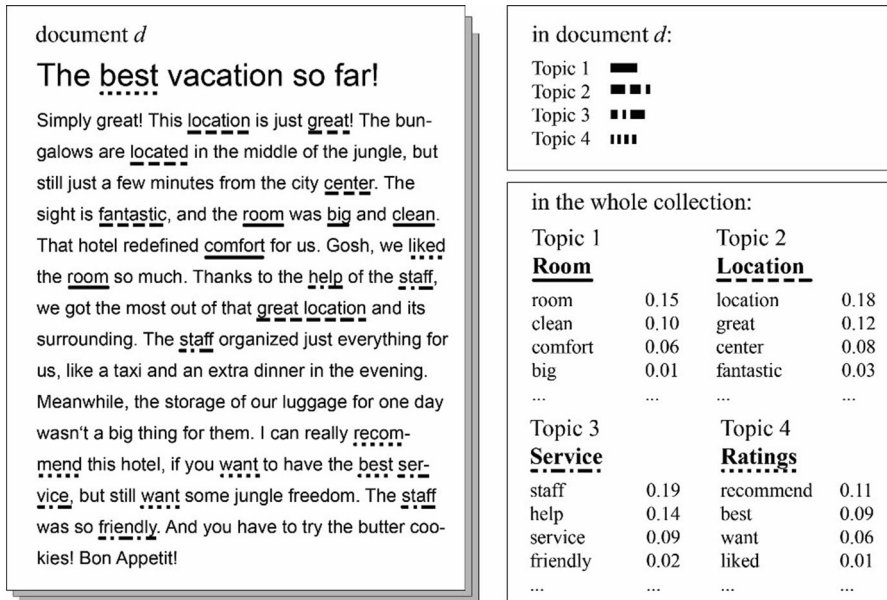 document d
The best vacation so far!
Simply great! This location is just great! The bun-
galows are located in the middle of the jungle, but
still just a few minutes from the city center. The
sight is fantastic, and the room was big and clean.
That hotel redefined comfort for us. Gosh, we liked
the room so much. Thanks to the help of the staff,
we got the most out of that great location and its
surrounding. The staff organized just everything for
us, like a taxi and an extra dinner in the evening.
Meanwhile, the storage of our luggage for one day
wasn't a big thing for them. I can really recom-
mend this hotel, if you want to have the best ser-
vice, but still want some jungle freedom. The staff
was so friendly. And you have to try the butter coo-
kies! Bon Appetit!
in document d:
Topic 1
Topic 2
Topic 3
Topic 4
in the whole collection:
Topic 1
Room
room 0.15
clean 0.10
comfort 0.06
big 0.01
... ...
Topic 2
Location
location 0.18
great 0.12
center 0.08
fantastic 0.03
... ...
Topic 3
Service
staff 0.19
help 0.14
service 0.09
friendly 0.02
... ...
Topic 4
Ratings
recommend 0.11
best 0.09
want 0.06
liked 0.01
... ...